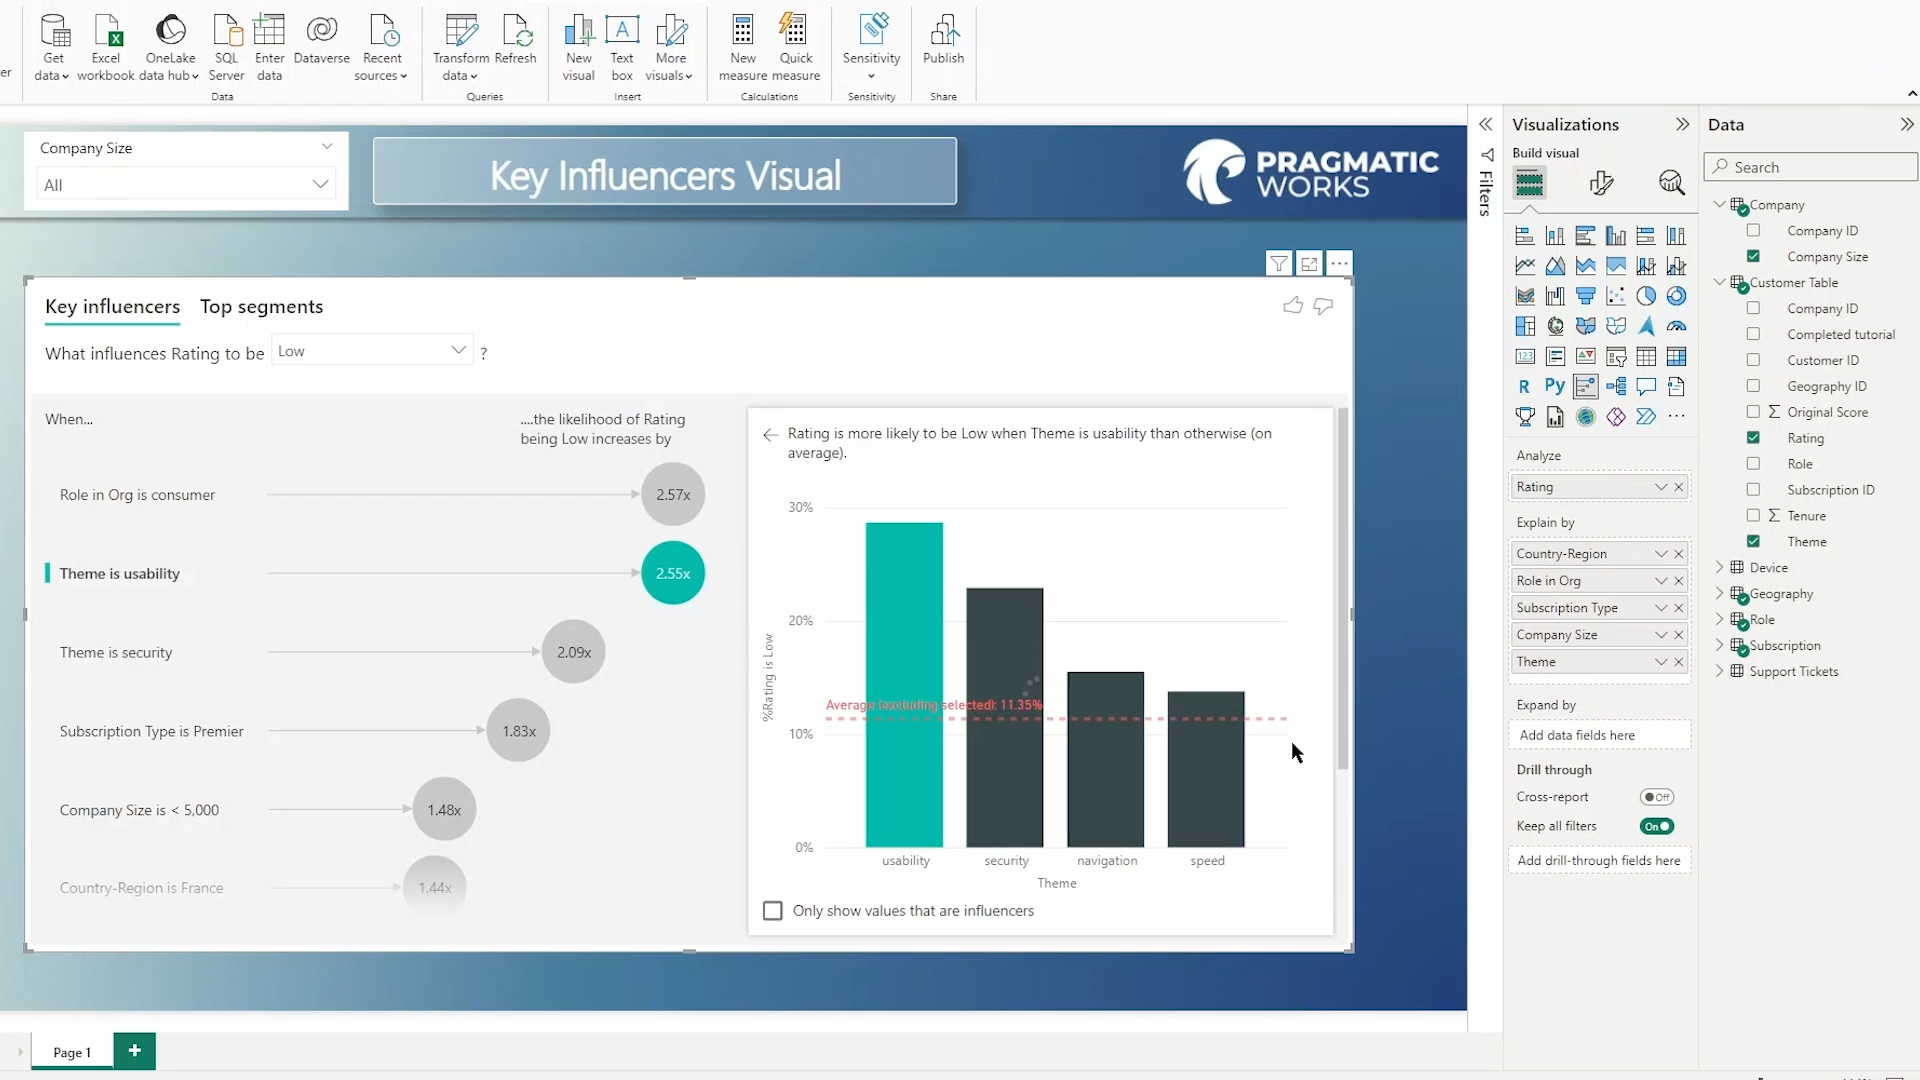 er
Get
data
Excel
workbook
OneLake
data hub
SQL
Server
Enter
data
Dataverse
Recent
sources
Data
Transform
data
Refresh
Queries
New
visual
Text
box
More
visuals
Insert
New
measure
Quick
measure
Calculations
Sensitivity
Sensitivity
Publish
Share
Company Size
All
Key Influencers Visual
PRAGMATIC
WORKS
Key influencers
Top segments
What influences Rating to be
Low
?
When...
....the likelihood of Rating
being Low increases by
Role in Org is consumer
2.57x
Theme is usability
2.55x
Theme is security
2.09x
Subscription Type is Premier
1.83x
Company Size is < 5,000
1.48x
Country-Region is France
1.44x
Rating is more likely to be Low when Theme is usability than otherwise (on
average).
30%
20%
10%
0%
%Rating is Low
Average (excluding selected): 11.35%
usability
security
navigation
speed
Theme
Only show values that are influencers
Filters
Visualizations
Build visual
123
R
Py
Analyze
Rating
Explain by
Country-Region
Role in Org
Subscription Type
Company Size
Theme
Expand by
Add data fields here
Drill through
Cross-report
Off
Keep all filters
On
Add drill-through fields here
Data
Search
Company
Company ID
Company Size
Customer Table
Company ID
Completed tutorial
Customer ID
Geography ID
Σ Original Score
Rating
Role
Subscription ID
Σ Tenure
Theme
Device
Geography
Role
Subscription
Support Tickets
Page 1